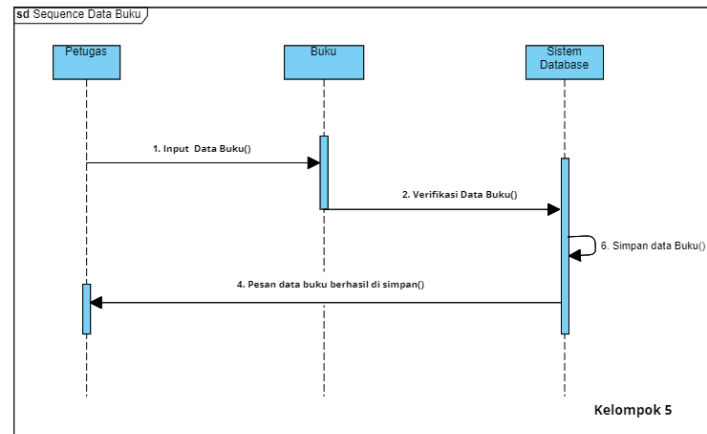 sd Sequence Data Buku
Petugas
Buku
Sistem
Database
1. Input Data Buku()
2. Verifikasi Data Buku()
6. Simpan data Buku()
4. Pesan data buku berhasil di simpan()
Kelompok 5